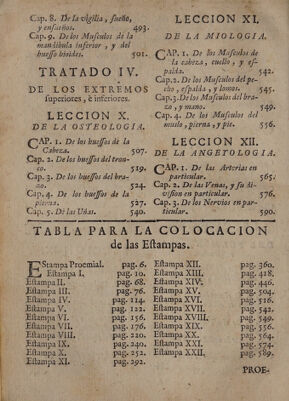 Cap. 8. De la vigilia, sueño,
y ensueños. 493.
Cap. 9. De los Musculos de la
mandibula inferior, y del
huesso hioides. 501.
TRATADO IV.
DE LOS EXTREMOS
superiores, è inferiores.
LECCION X.
DE LA OSTEOLOGIA.
CAP. 1. De los huessos de la
Cabeza. 507.
Cap. 2. De los huessos del tron-
co. 519.
Cap. 3. De los huessos del bra-
zo. 524.
Cap. 4. De los huessos de la
pierna. 527.
Cap. 5. De las Uñas. 540.
LECCION XI.
DE LA MIOLOGIA.
CAP. 1. De los Musculos de
la cabeza, cuello, y es-
palda. 542.
Cap. 2. De los Musculos del pe-
cho, espalda, y lomos. 545.
Cap. 3. De los Musculos del bra-
zo, y mano. 549.
Cap. 4. De los Musculos del
muslo, pierna, y pie. 556.
LECCION XII.
DE LA ANGETOLOGIA.
CAP. 1. De las Arterias en
particular. 565.
Cap. 2. De las Venas, y su di-
vision en particular. 576.
Cap. 3. De los Nervios en par-
ticular. 590.
TABLA PARA LA COLOCACION
de las Estampas.
Estampa Proemial. pag. 6.
Estampa I. pag. 10.
Estampa II. pag. 68.
Estampa III. pag. 76.
Estampa IV. pag. 114.
Estampa V. pag. 122.
Estampa VI. pag. 156.
Estampa VII. pag. 176.
Estampa VIII. pag. 220.
Estampa IX. pag. 240.
Estampa X. pag. 252.
Estampa XI. pag. 292.
Estampa XII. pag. 360.
Estampa XIII. pag. 418.
Estampa XIV. pag. 446.
Estampa XV. pag. 494.
Estampa XVI. pag. 516.
Estampa XVII. pag. 542.
Estampa XVIII. pag. 549.
Estampa XIX. pag. 556.
Estampa XX. pag. 564.
Estampa XXI. pag. 574.
Estampa XXII. pag. 589.
PROE-